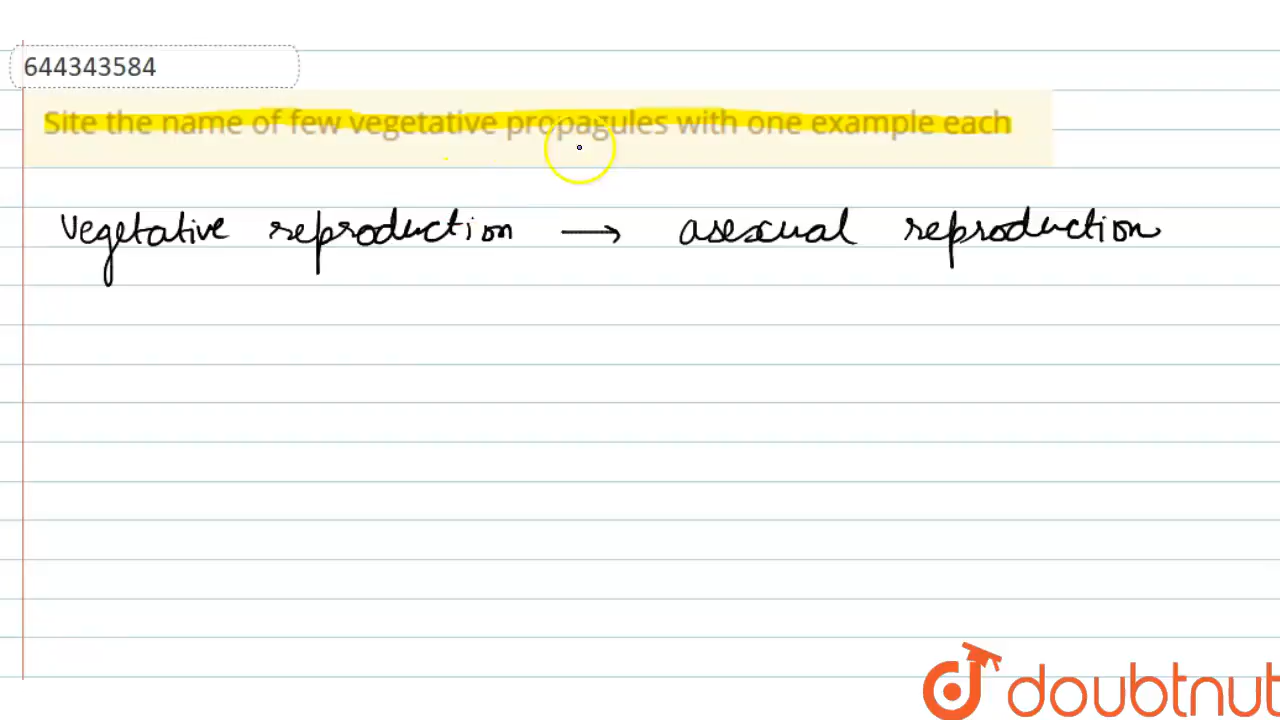 644343584
Site the name of few vegetative propagules with one example each
vegetative reproduction → asexual reproduction
doubtnut